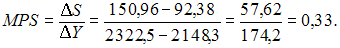 MPS = ΔS/ΔY = (150,96 − 92,38)/(2322,5 − 2148,3) = 57,62/174,2 = 0,33.